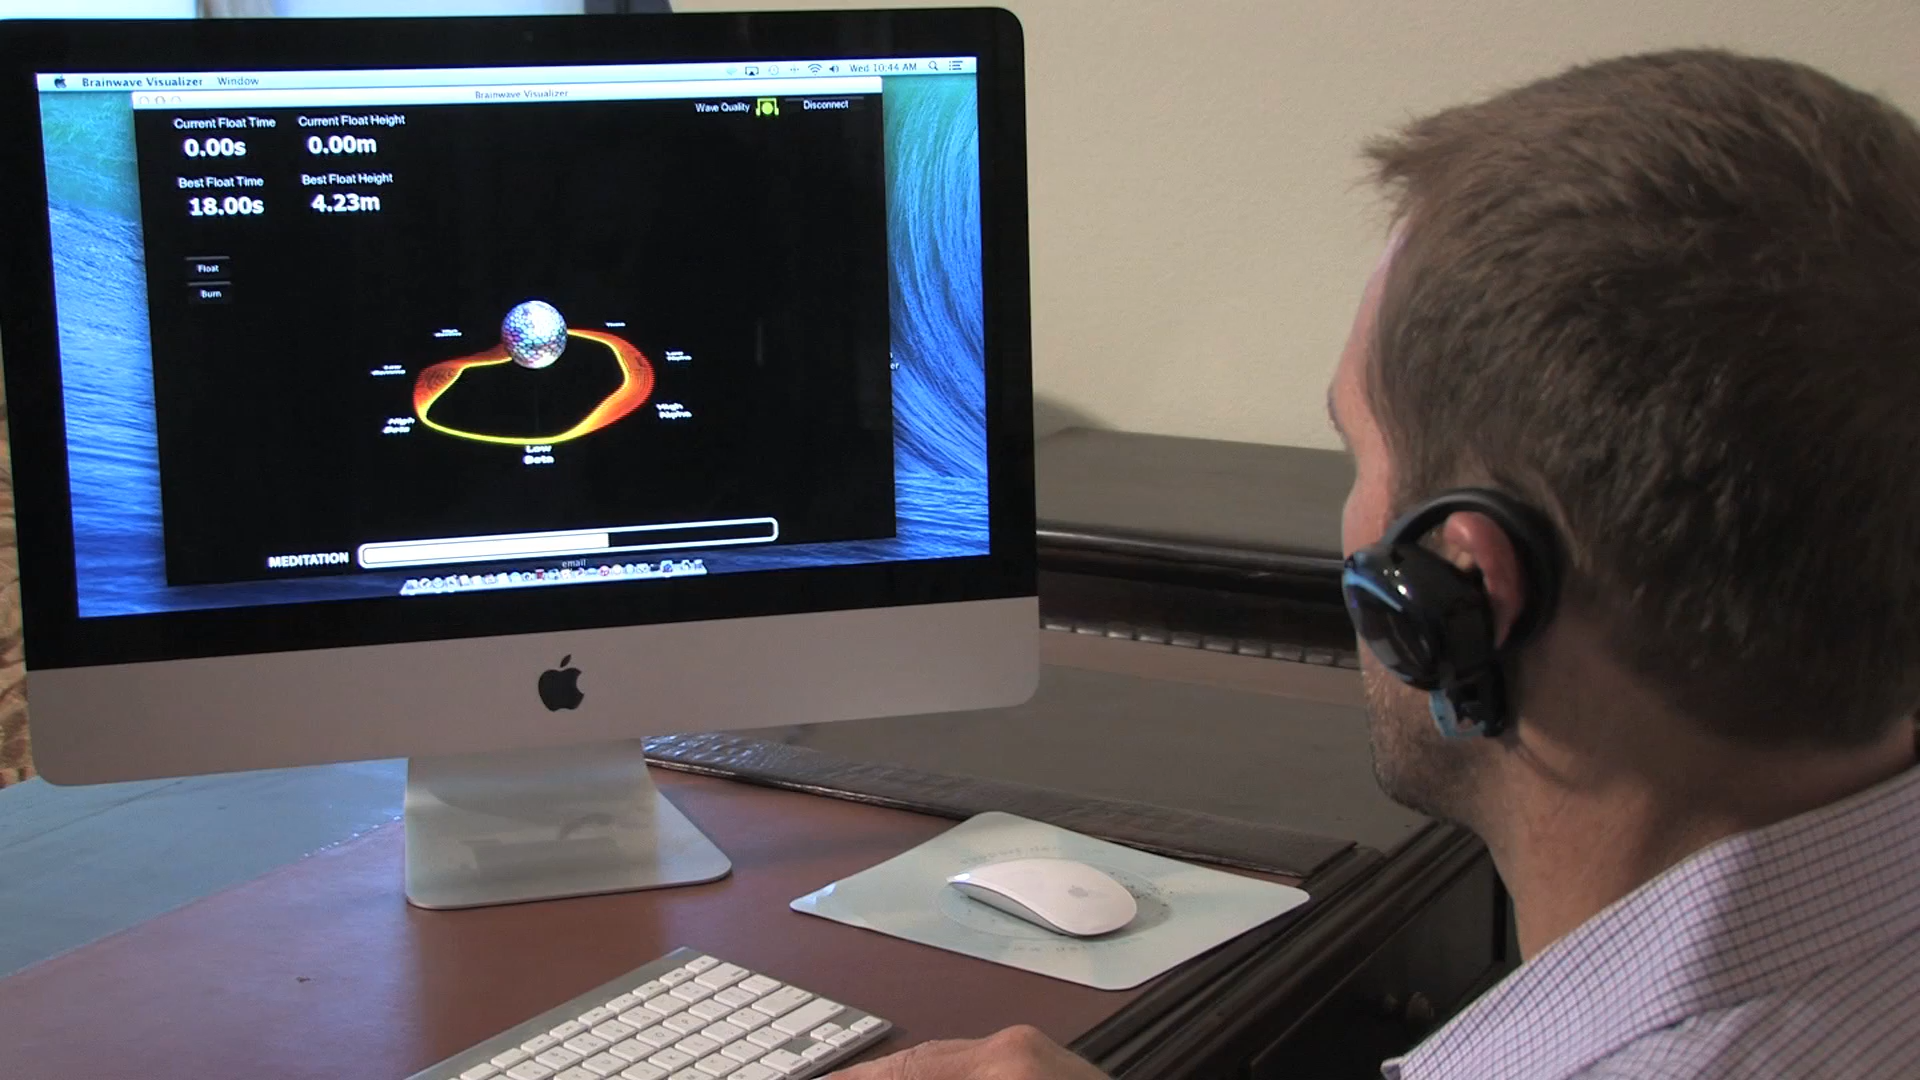 Brainwave Visualizer Window Wed 10:44 AM
Brainwave Visualizer
Wave Quality Disconnect
Current Float Time Current Float Height
0.00s 0.00m
Best Float Time Best Float Height
18.00s 4.23m
Float
Burn
High
Alpha
Low
Beta
MEDITATION
email